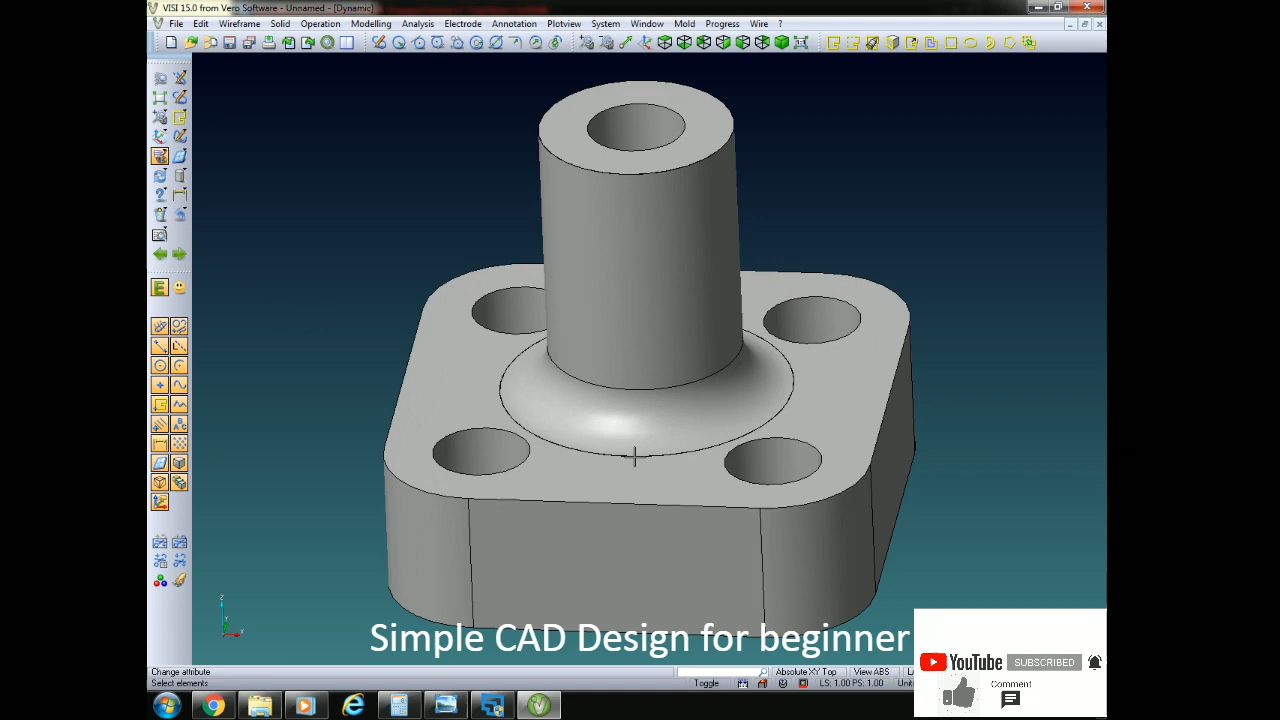 VISI 15.0 from Vero Software - Unnamed - [Dynamic]
File Edit Wireframe Solid Operation Modelling Analysis Electrode Annotation Plotview System Window Mold Progress Wire ?
Simple CAD Design for beginner
YouTube SUBSCRIBED
Comment
Change attribute
Absolute XY Top View ABS
Select elements
Toggle LS: 1.00 PS: 1.00